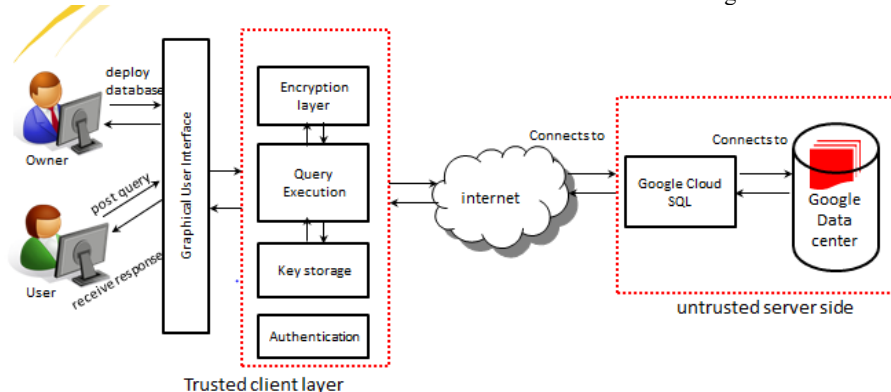 deploy
database
Owner
post query
User
receive response
Graphical User Interface
Encryption
layer
Query
Execution
Key storage
Authentication
Trusted client layer
internet
Connects to
Google Cloud
SQL
Connects to
Google
Data
center
untrusted server side